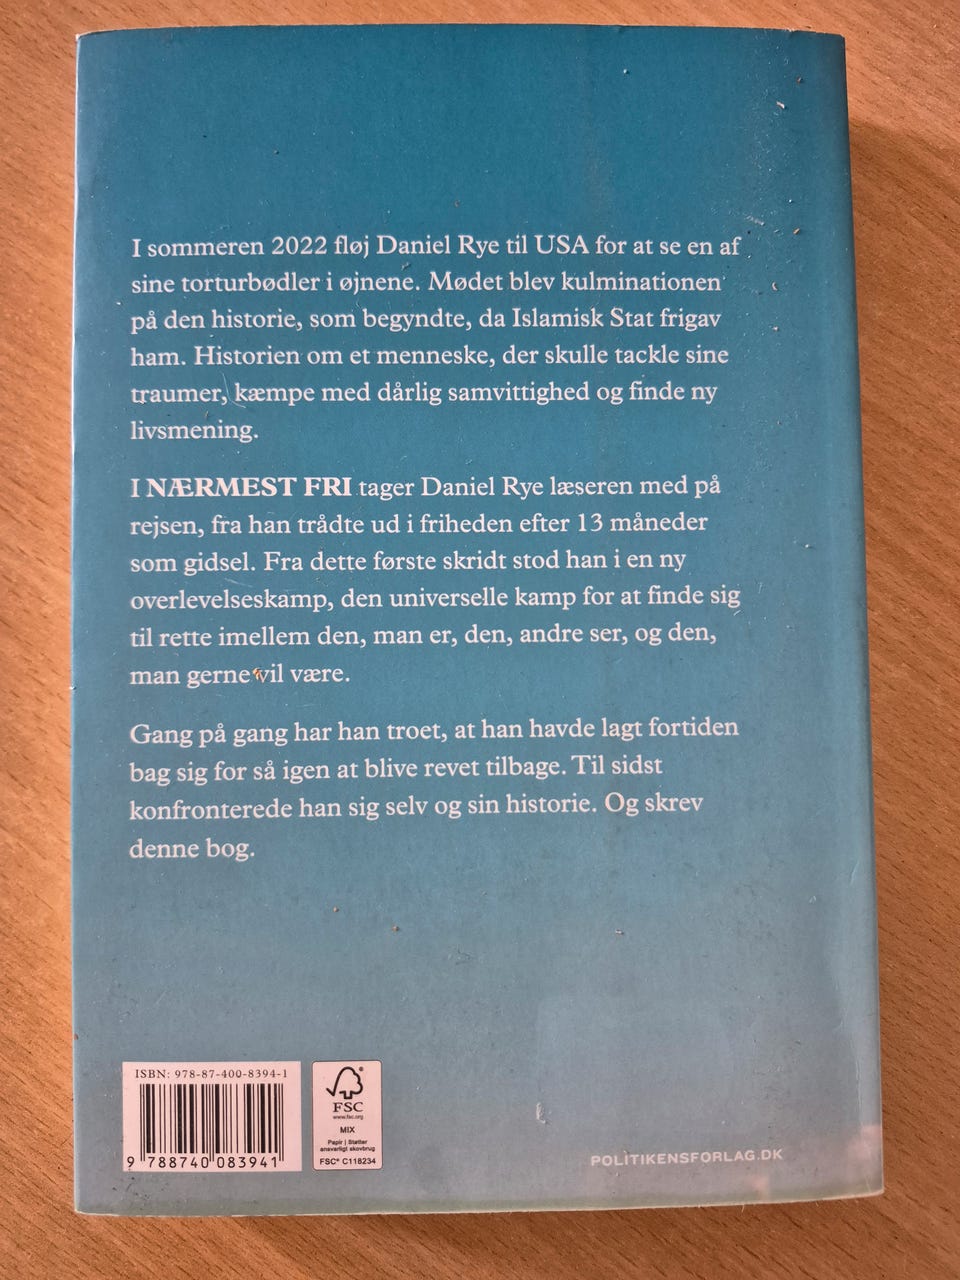 I sommeren 2022 fløj Daniel Rye til USA for at se en af
sine torturbødler i øjnene. Mødet blev kulminationen
på den historie, som begyndte, da Islamisk Stat frigav
ham. Historien om et menneske, der skulle tackle sine
traumer, kæmpe med dårlig samvittighed og finde ny
livsmening.
I NÆRMEST FRI tager Daniel Rye læseren med på
rejsen, fra han trådte ud i friheden efter 13 måneder
som gidsel. Fra dette første skridt stod han i en ny
overlevelseskamp, den universelle kamp for at finde sig
til rette imellem den, man er, den, andre ser, og den,
man gerne vil være.
Gang på gang har han troet, at han havde lagt fortiden
bag sig for så igen at blive revet tilbage. Til sidst
konfronterede han sig selv og sin historie. Og skrev
denne bog.
ISBN: 978-87-400-8394-1
9 788740 083941
FSC
www.fsc.org
MIX
Papir | Støtter
ansvarligt skovbrug
FSC® C118234
POLITIKENSFORLAG.DK